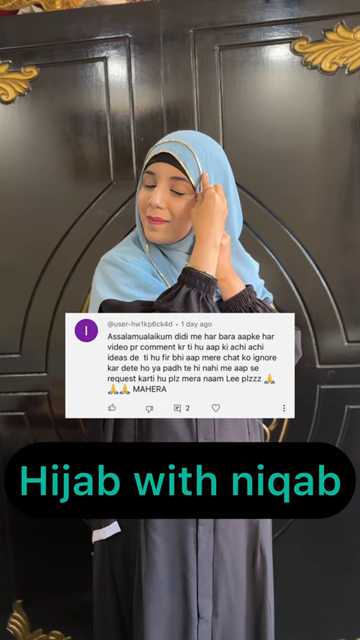 I
@user-hw1kp6ck4d • 1 day ago
Assalamualaikum didi me har bara aapke har
video pr comment kr ti hu aap ki achi achi
ideas de  ti hu fir bhi aap mere chat ko ignore
kar dete ho ya padh te hi nahi me aap se
request karti hu plz mera naam Lee plzzz 🙏
🙏🙏 MAHERA
2
Hijab with niqab